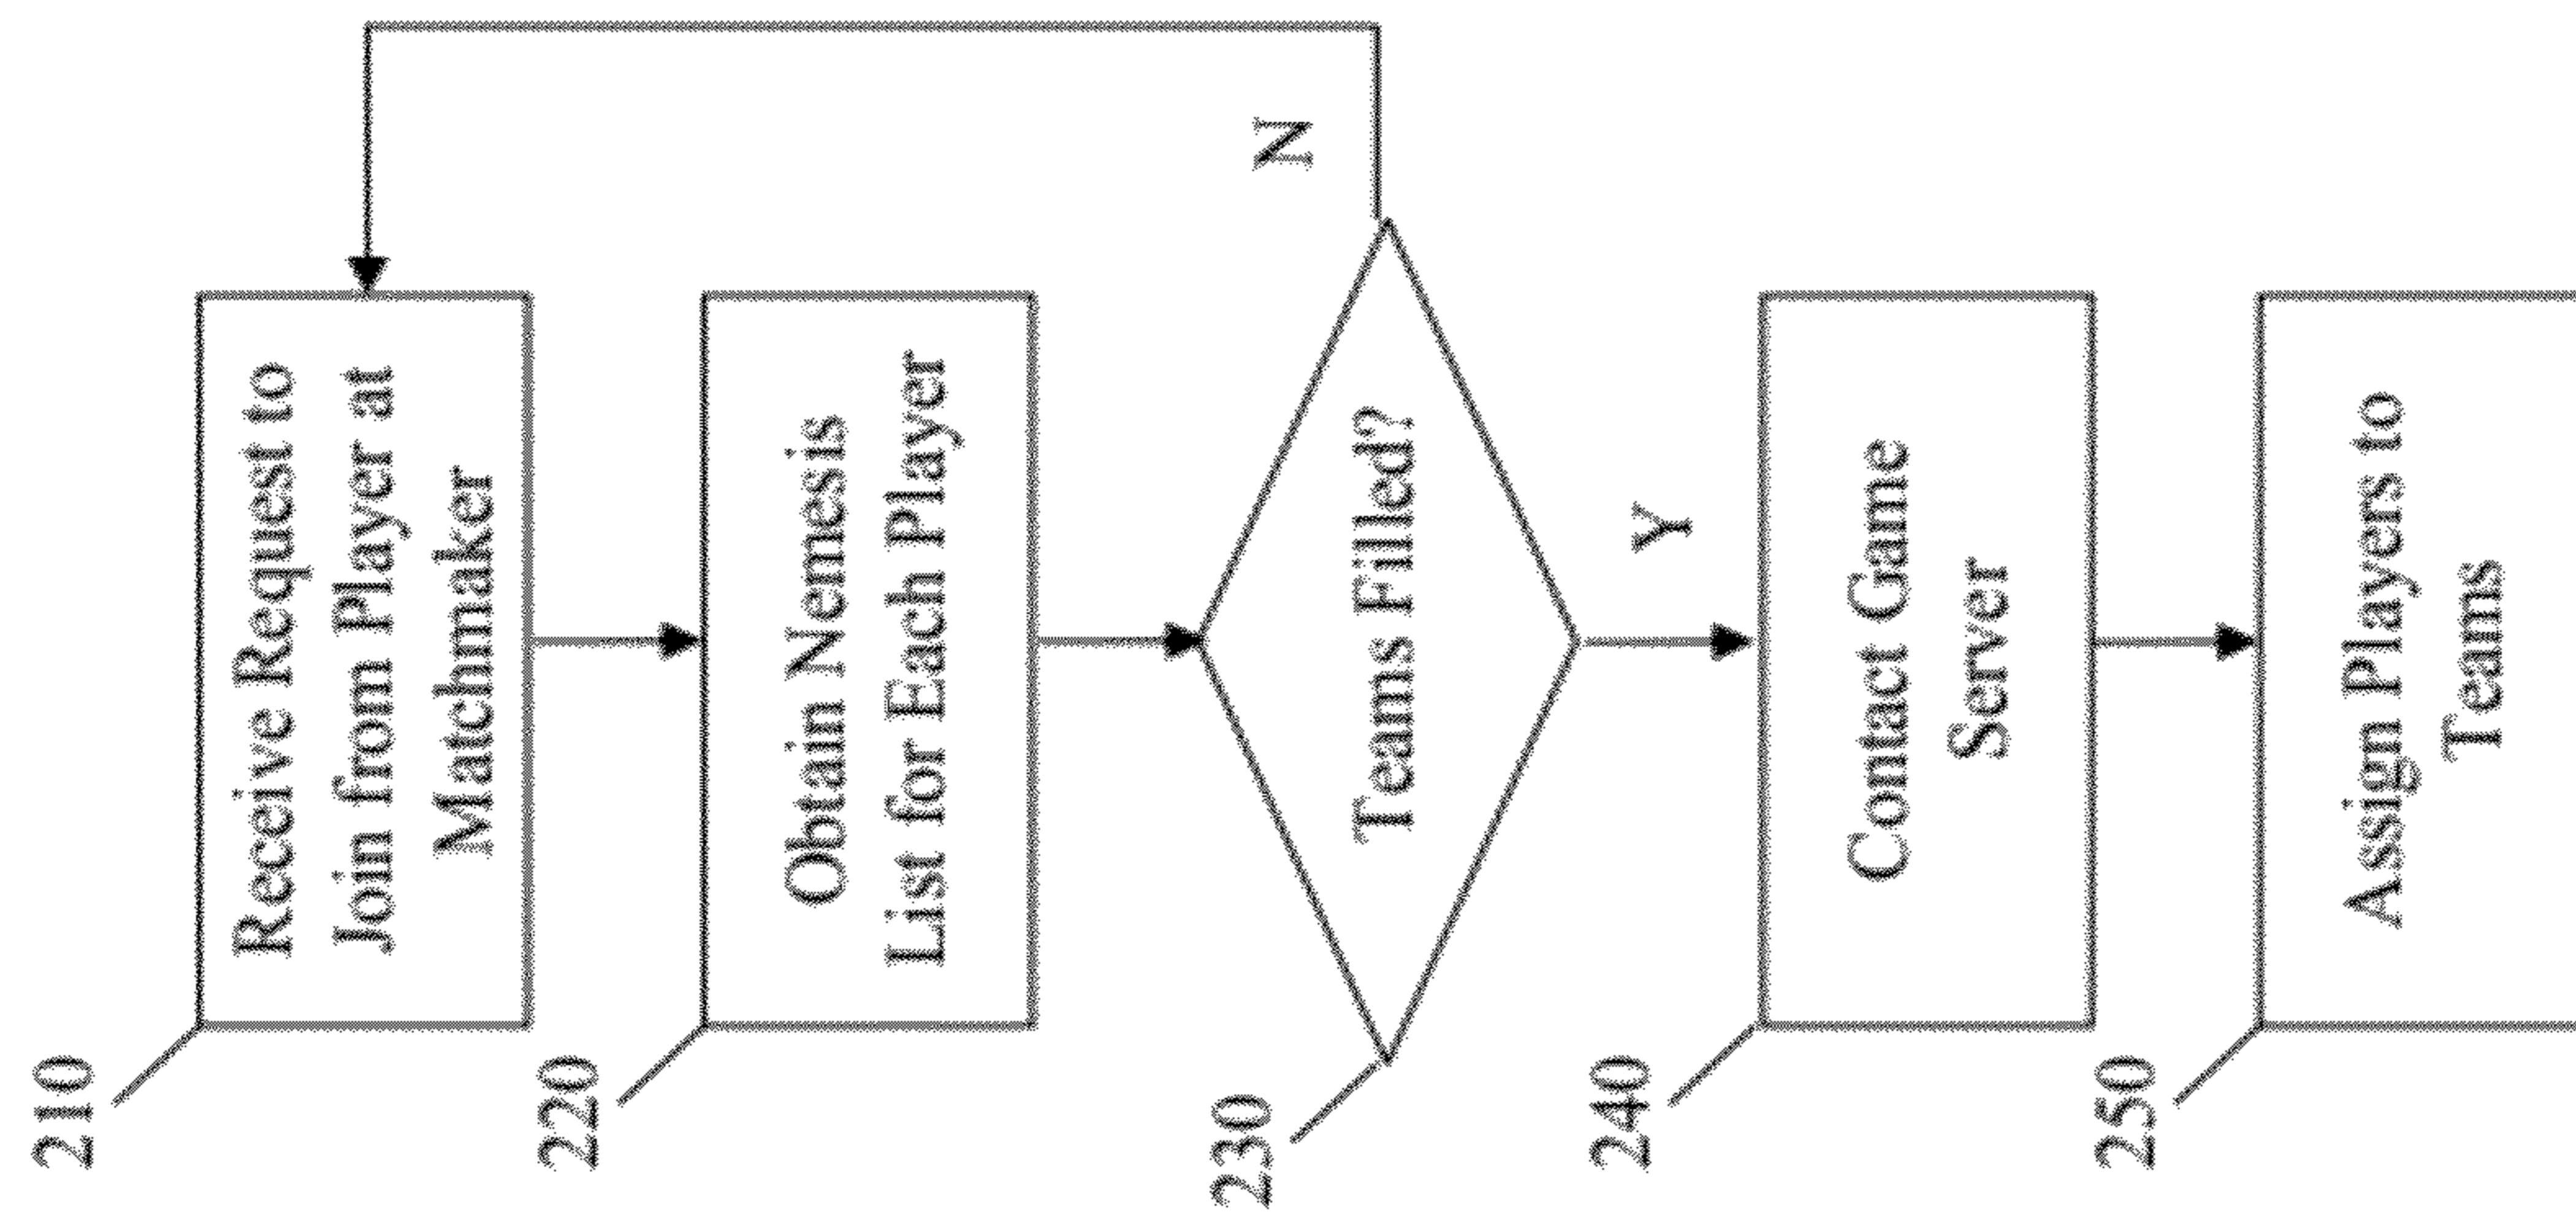 210
Receive Request to
Join from Player at
Matchmaker
220
Obtain Nemesis
List for Each Player
230
Teams Filled?
N
Y
240
Contact Game
Server
250
Assign Players to
Teams